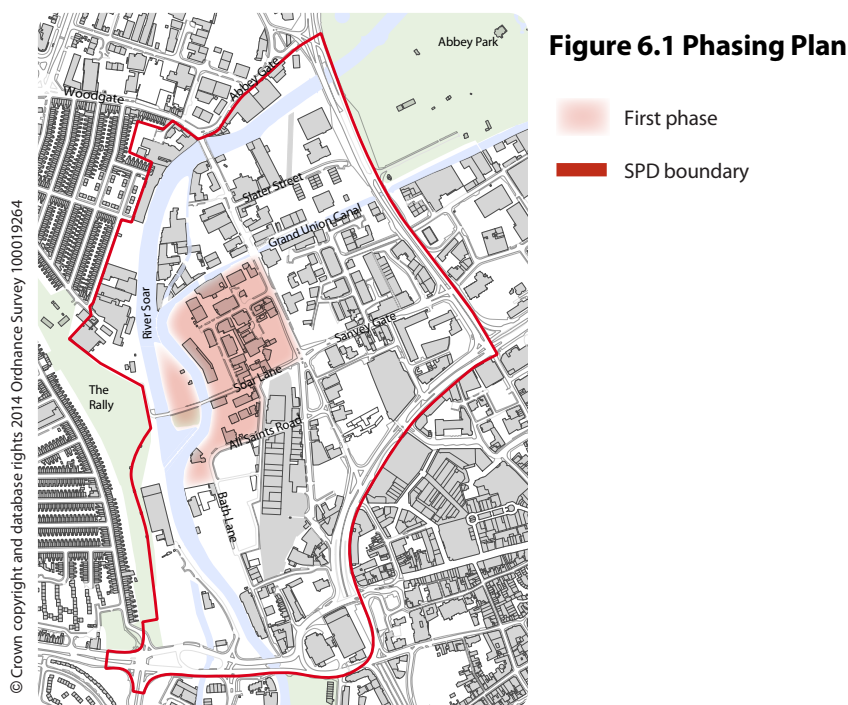 Figure 6.1 Phasing Plan
First phase
SPD boundary
Abbey Park
Abbey Gate
Woodgate
Slater Street
Grand Union Canal
River Soar
Sanvey Gate
Soar Lane
The
Rally
All Saints Road
Bath Lane
© Crown copyright and database rights 2014 Ordnance Survey 100019264